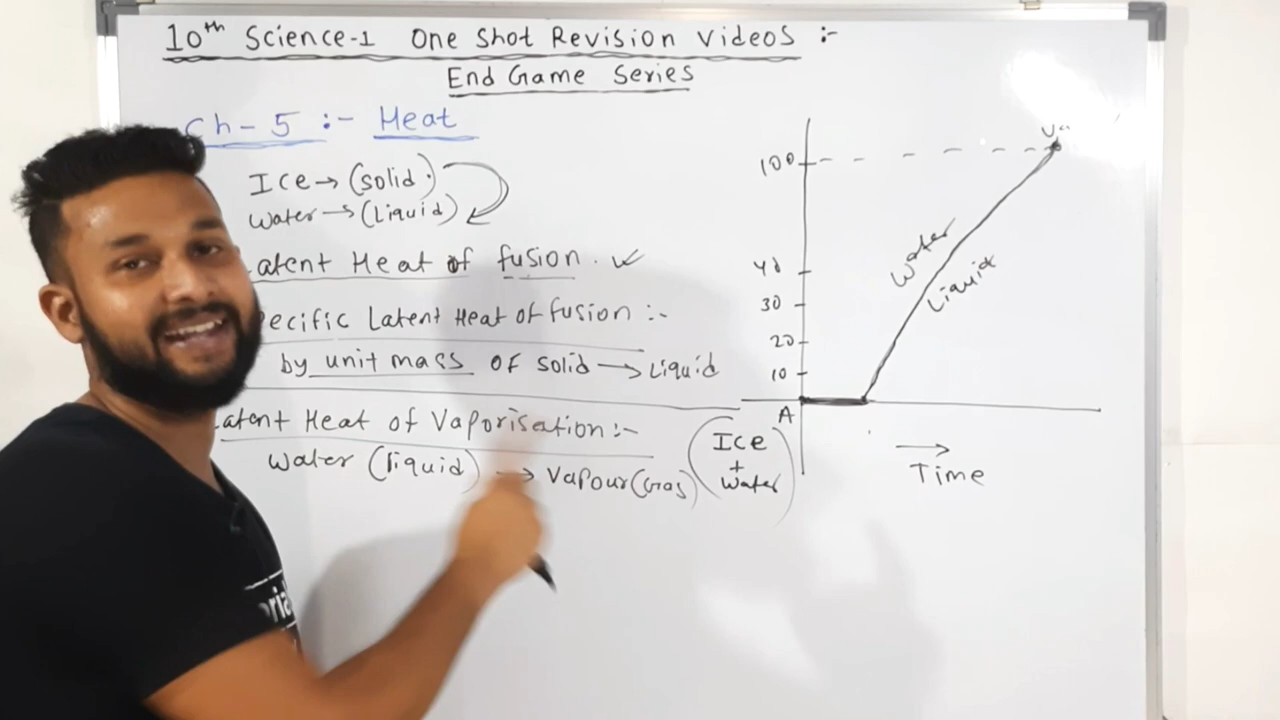 10th Science-1 One Shot Revision Videos :-
End Game Series
Ch-5 :- Heat
Ice → (solid)
Water → (Liquid)
atent Heat of fusion.
ecific Latent Heat of fusion :-
by unit mass of solid → Liquid
atent Heat of Vaporisation :-
Water (liquid) → Vapour (Gas)
100
40
30
20
10
A
Water
Liquid
Ice
+
Water
Time